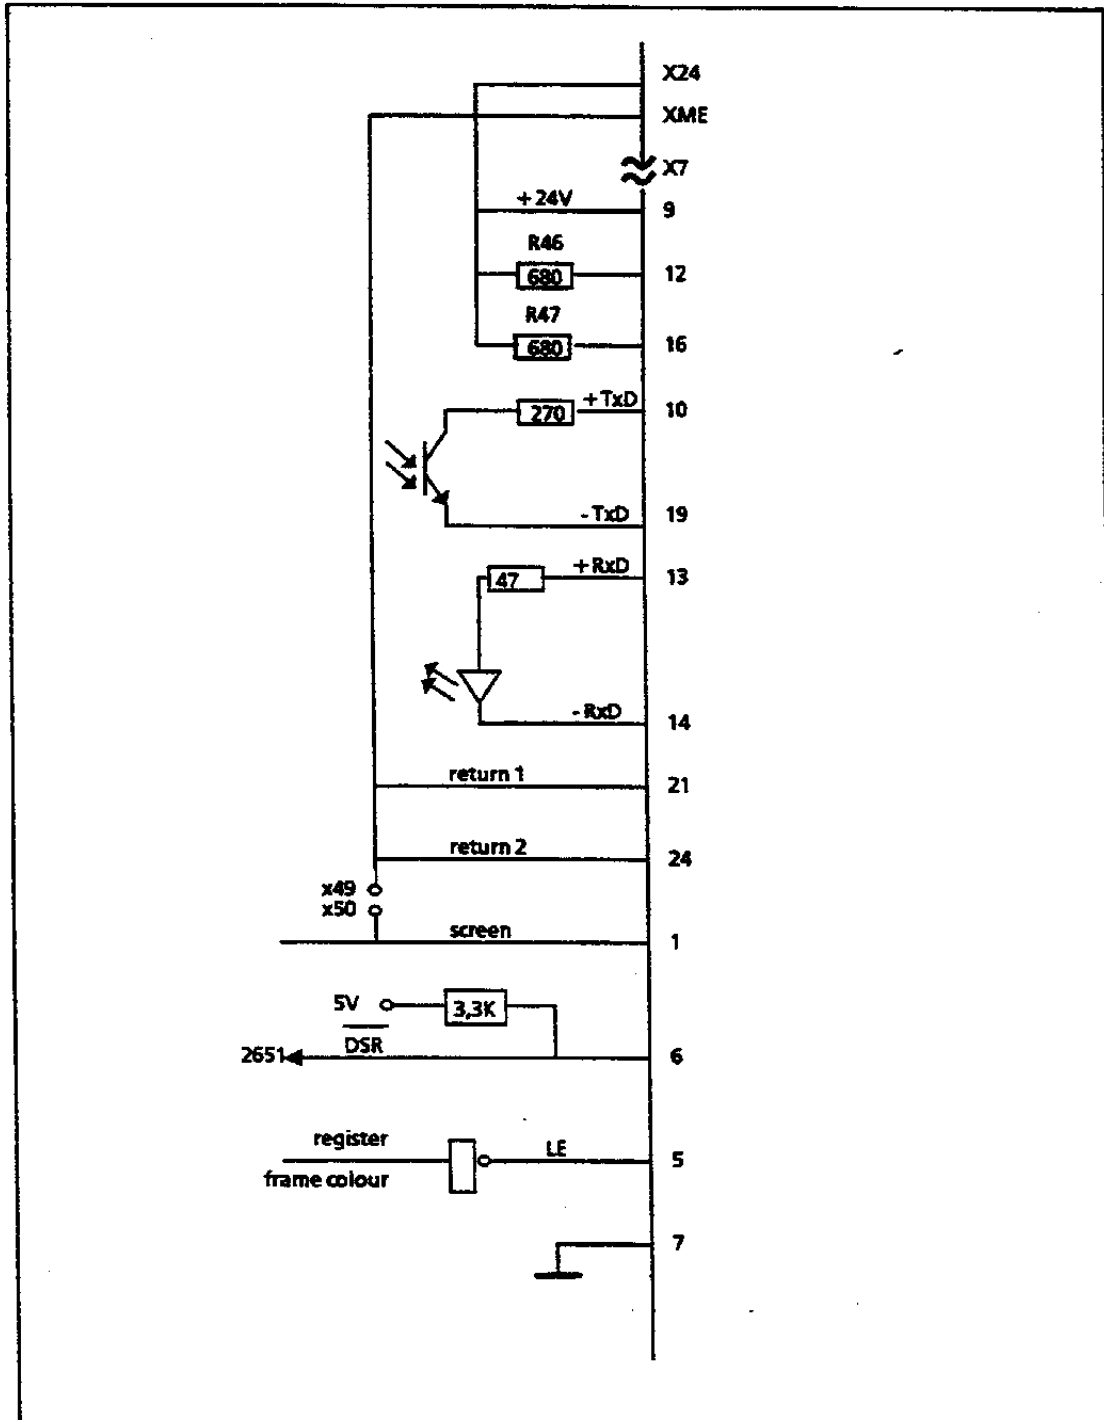 X24
XME
X7
+24V 9
R46
680 12
R47
680 16
270 +TxD 10
- TxD 19
47 +RxD 13
- RxD 14
return 1 21
return 2 24
x49
x50
screen 1
5V 3,3K
2651 DSR 6
register
LE 5
frame colour
7